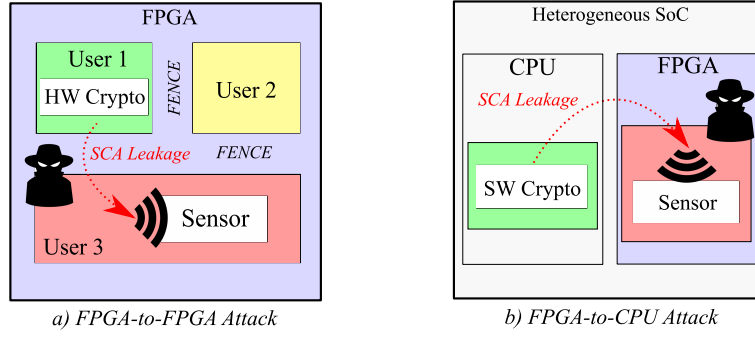 FPGA
User 1
HW Crypto
FENCE
User 2
SCA Leakage
FENCE
Sensor
User 3
a) FPGA-to-FPGA Attack
Heterogeneous SoC
CPU
FPGA
SCA Leakage
SW Crypto
Sensor
b) FPGA-to-CPU Attack